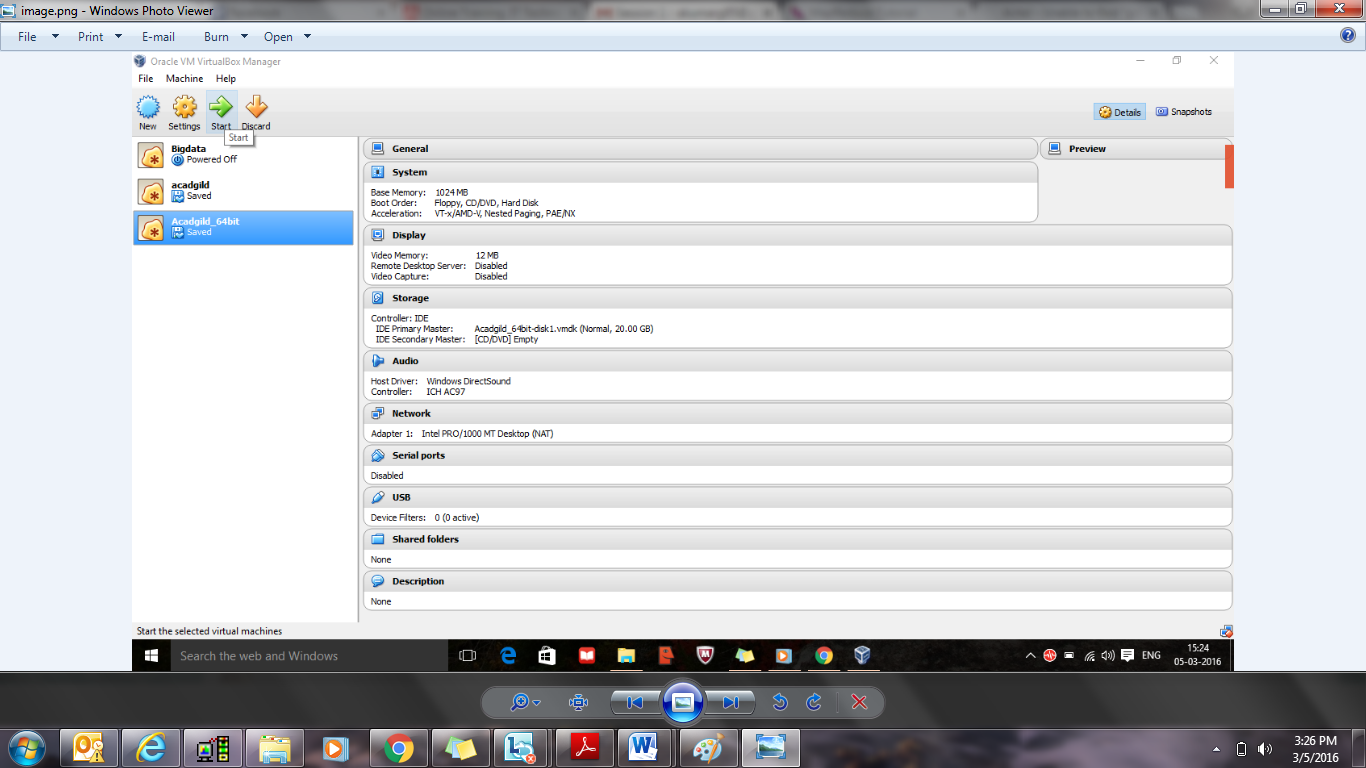 image.png - Windows Photo Viewer
File Print E-mail Burn Open
Oracle VM VirtualBox Manager
File Machine Help
New Settings Start Discard
Start
Details Snapshots
Bigdata
Powered Off
acadgild
Saved
Acadgild_64bit
Saved
General
Preview
System
Base Memory: 1024 MB
Boot Order: Floppy, CD/DVD, Hard Disk
Acceleration: VT-x/AMD-V, Nested Paging, PAE/NX
Display
Video Memory: 12 MB
Remote Desktop Server: Disabled
Video Capture: Disabled
Storage
Controller: IDE
IDE Primary Master: Acadgild_64bit-disk1.vmdk (Normal, 20.00 GB)
IDE Secondary Master: [CD/DVD] Empty
Audio
Host Driver: Windows DirectSound
Controller: ICH AC97
Network
Adapter 1: Intel PRO/1000 MT Desktop (NAT)
Serial ports
Disabled
USB
Device Filters: 0 (0 active)
Shared folders
None
Description
None
Start the selected virtual machines
Search the web and Windows
ENG
15:24
05-03-2016
3:26 PM
3/5/2016